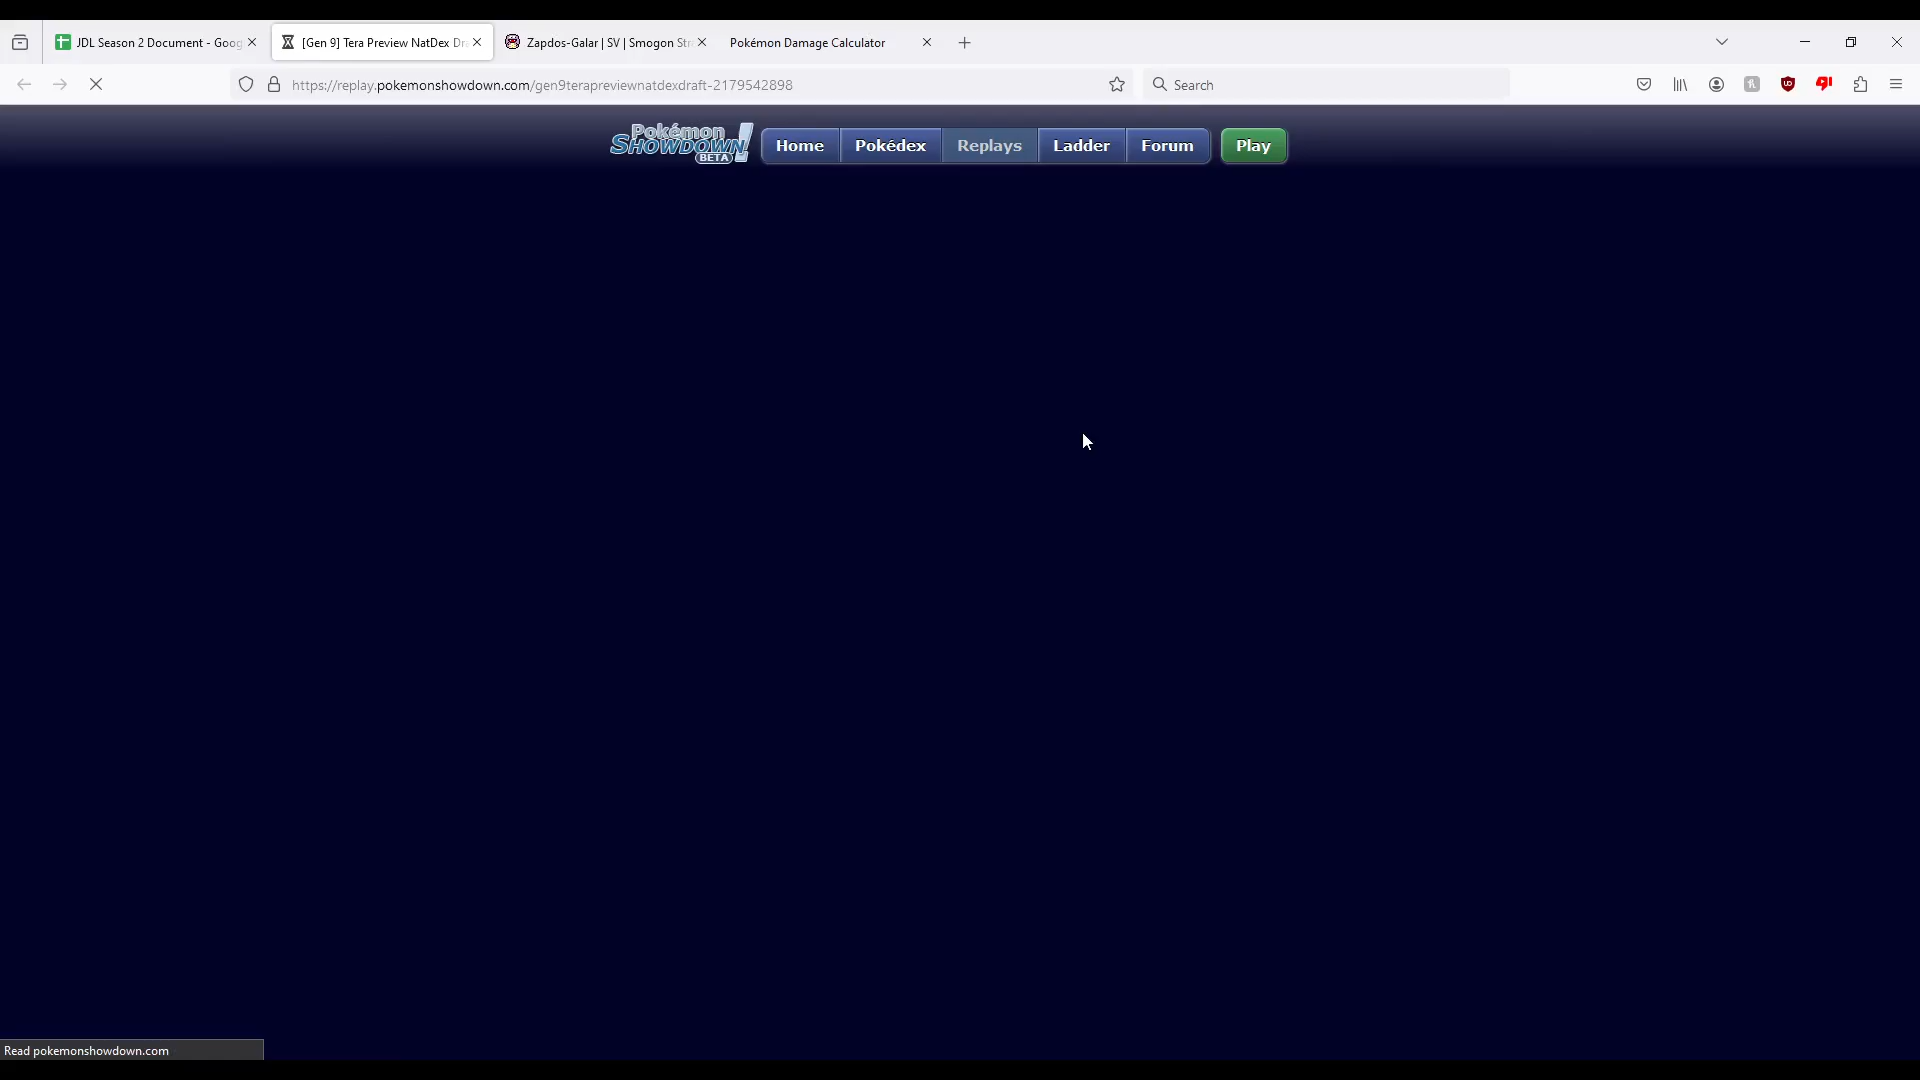 JDL Season 2 Document - Goog
[Gen 9] Tera Preview NatDex Dr
Zapdos-Galar | SV | Smogon Str
Pokémon Damage Calculator
https://replay.pokemonshowdown.com/gen9terapreviewnatdexdraft-2179542898
Search
Pokémon
SHOWDOWN!
BETA
Home
Pokédex
Replays
Ladder
Forum
Play
Read pokemonshowdown.com